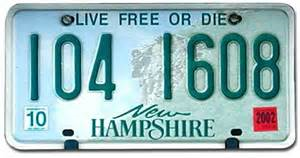 LIVE FREE OR DIE
104 1608
10 2002
New
HAMPSHIRE